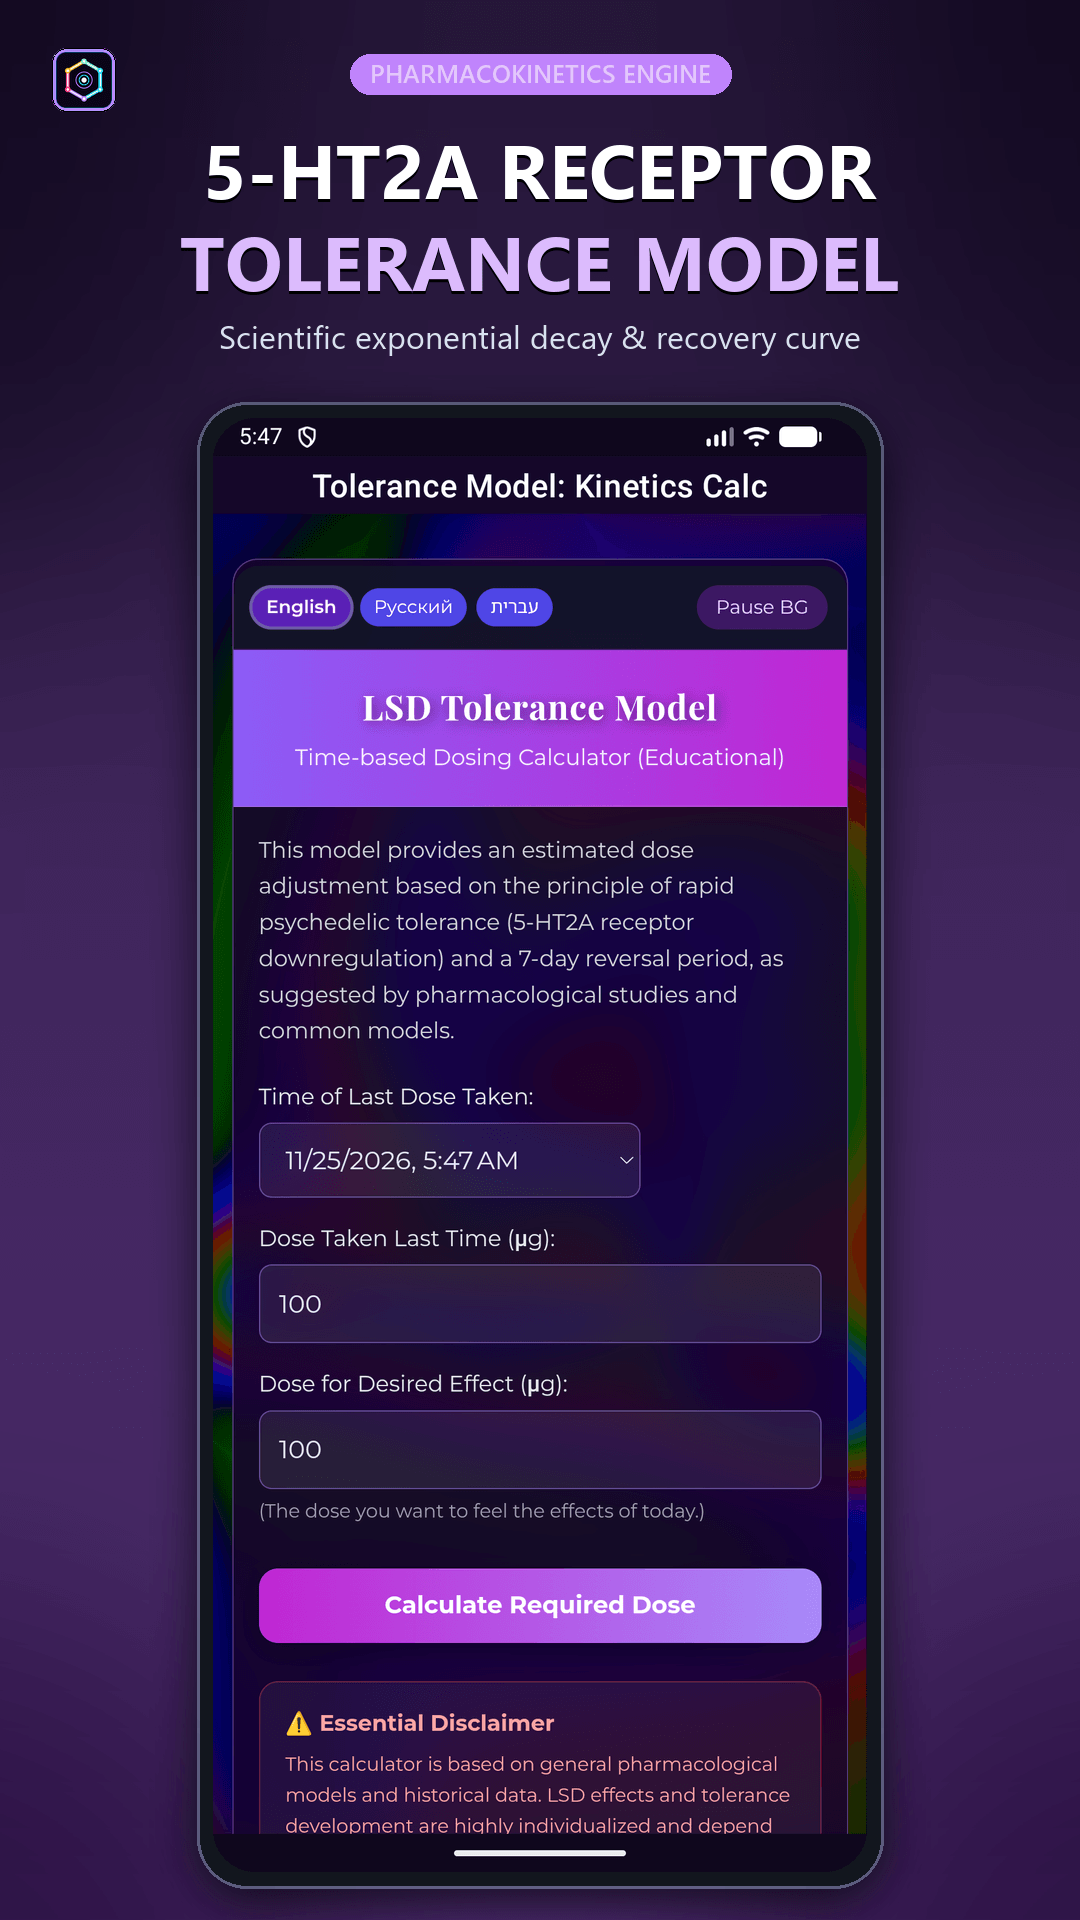 PHARMACOKINETICS ENGINE
5-HT2A RECEPTOR
TOLERANCE MODEL
Scientific exponential decay & recovery curve
5:47
Tolerance Model: Kinetics Calc
English Русский עברית Pause BG
LSD Tolerance Model
Time-based Dosing Calculator (Educational)
This model provides an estimated dose
adjustment based on the principle of rapid
psychedelic tolerance (5-HT2A receptor
downregulation) and a 7-day reversal period, as
suggested by pharmacological studies and
common models.
Time of Last Dose Taken:
11/25/2026, 5:47 AM
Dose Taken Last Time (µg):
100
Dose for Desired Effect (µg):
100
(The dose you want to feel the effects of today.)
Calculate Required Dose
⚠️ Essential Disclaimer
This calculator is based on general pharmacological
models and historical data. LSD effects and tolerance
development are highly individualized and depend